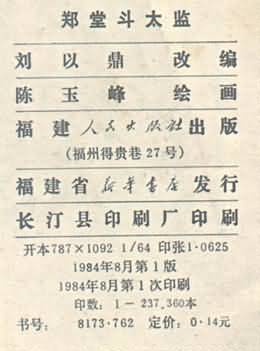 郑堂斗太监
刘以鼎 改编
陈玉峰 绘画
福建人民出版社出版
(福州得贵巷27号)
福建省新华书店发行
长汀县印刷厂印刷
开本787×1092 1/64 印张1·0625
1984年8月第1版
1984年8月第1次印刷
印数：1－237,360本
书号： 8173·762 定价：0·14元